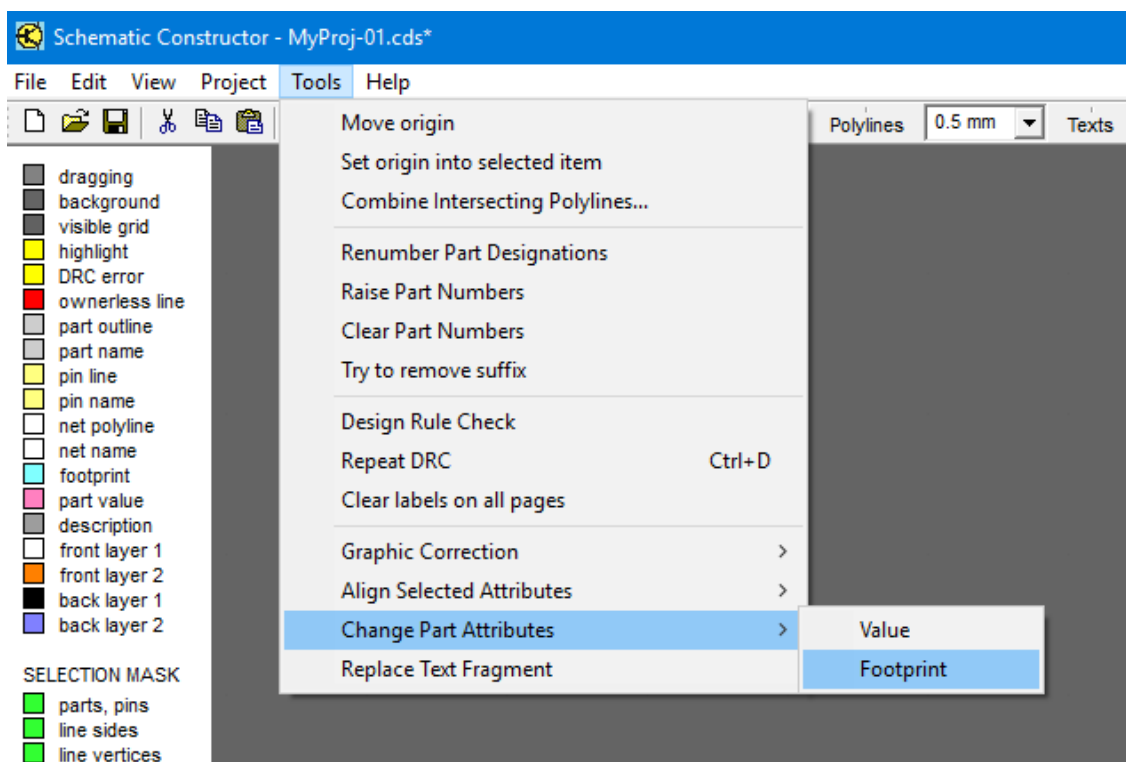 Schematic Constructor - MyProj-01.cds*
File Edit View Project Tools Help
Polylines 0.5 mm Texts
Move origin
Set origin into selected item
Combine Intersecting Polylines...
Renumber Part Designations
Raise Part Numbers
Clear Part Numbers
Try to remove suffix
Design Rule Check
Repeat DRC Ctrl+D
Clear labels on all pages
Graphic Correction >
Align Selected Attributes >
Change Part Attributes >
Replace Text Fragment
Value
Footprint
dragging
background
visible grid
highlight
DRC error
ownerless line
part outline
part name
pin line
pin name
net polyline
net name
footprint
part value
description
front layer 1
front layer 2
back layer 1
back layer 2
SELECTION MASK
parts, pins
line sides
line vertices